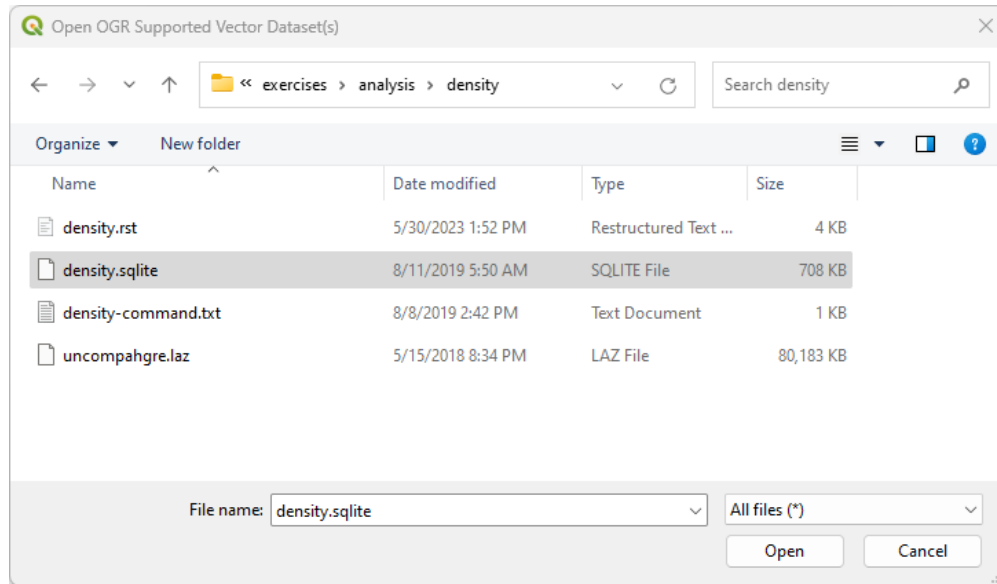 Open OGR Supported Vector Dataset(s)
« exercises > analysis > density
Search density
Organize New folder
Name Date modified Type Size
density.rst 5/30/2023 1:52 PM Restructured Text ... 4 KB
density.sqlite 8/11/2019 5:50 AM SQLITE File 708 KB
density-command.txt 8/8/2019 2:42 PM Text Document 1 KB
uncompahgre.laz 5/15/2018 8:34 PM LAZ File 80,183 KB
File name: density.sqlite All files (*)
Open Cancel